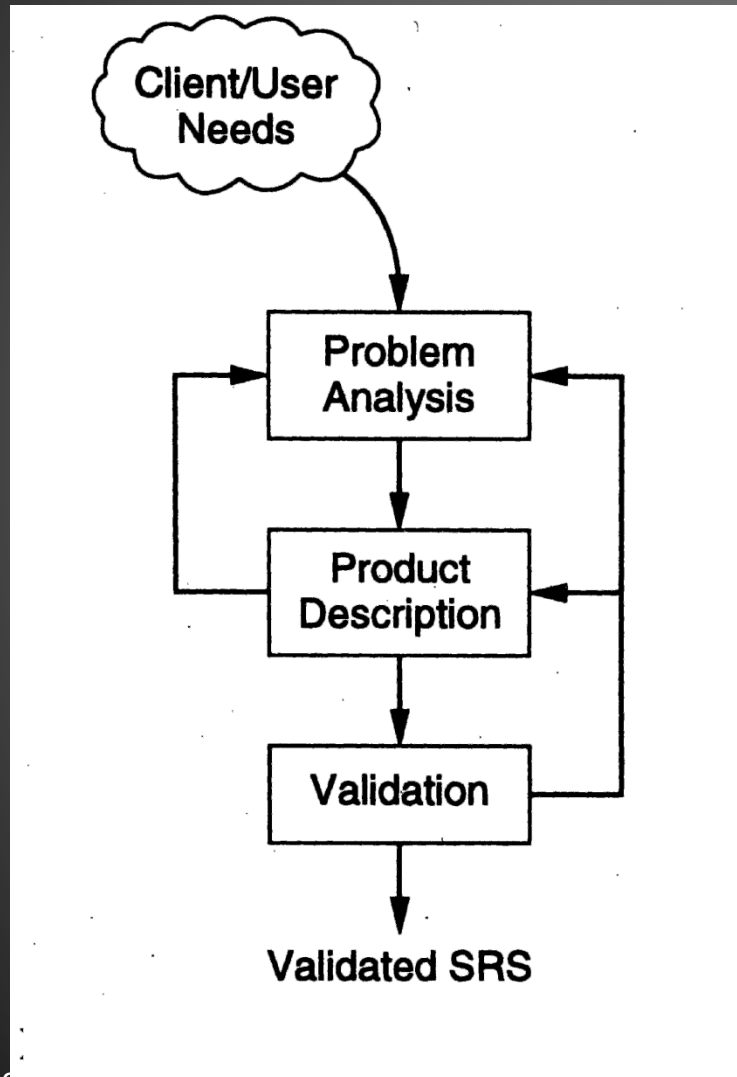 Client/User
Needs
Problem
Analysis
Product
Description
Validation
Validated SRS